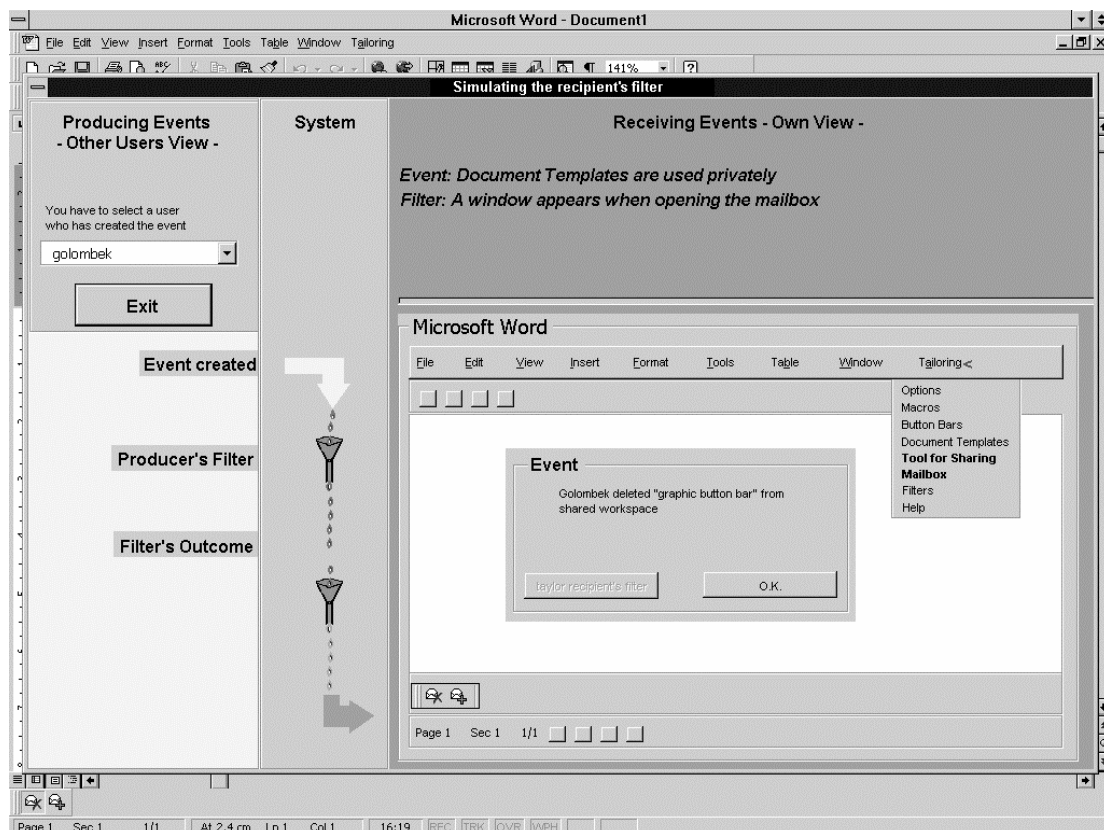 Microsoft Word - Document1
File Edit View Insert Format Tools Table Window Tailoring
ABC
141%
Simulating the recipient's filter
Producing Events
- Other Users View -
System
Receiving Events - Own View -
Event: Document Templates are used privately
Filter: A window appears when opening the mailbox
You have to select a user
who has created the event
golombek
Exit
Event created
Producer's Filter
Filter's Outcome
Microsoft Word
File Edit View Insert Format Tools Table Window Tailoring
Options
Macros
Button Bars
Document Templates
Tool for Sharing
Mailbox
Filters
Help
Event
Golombek deleted "graphic button bar" from
shared workspace
taylor recipient's filter
O.K.
Page 1 Sec 1 1/1
Page 1 Sec 1 1/1 At 2.4 cm Ln 1 Col 1 16:19 REC TRK OVR WPH